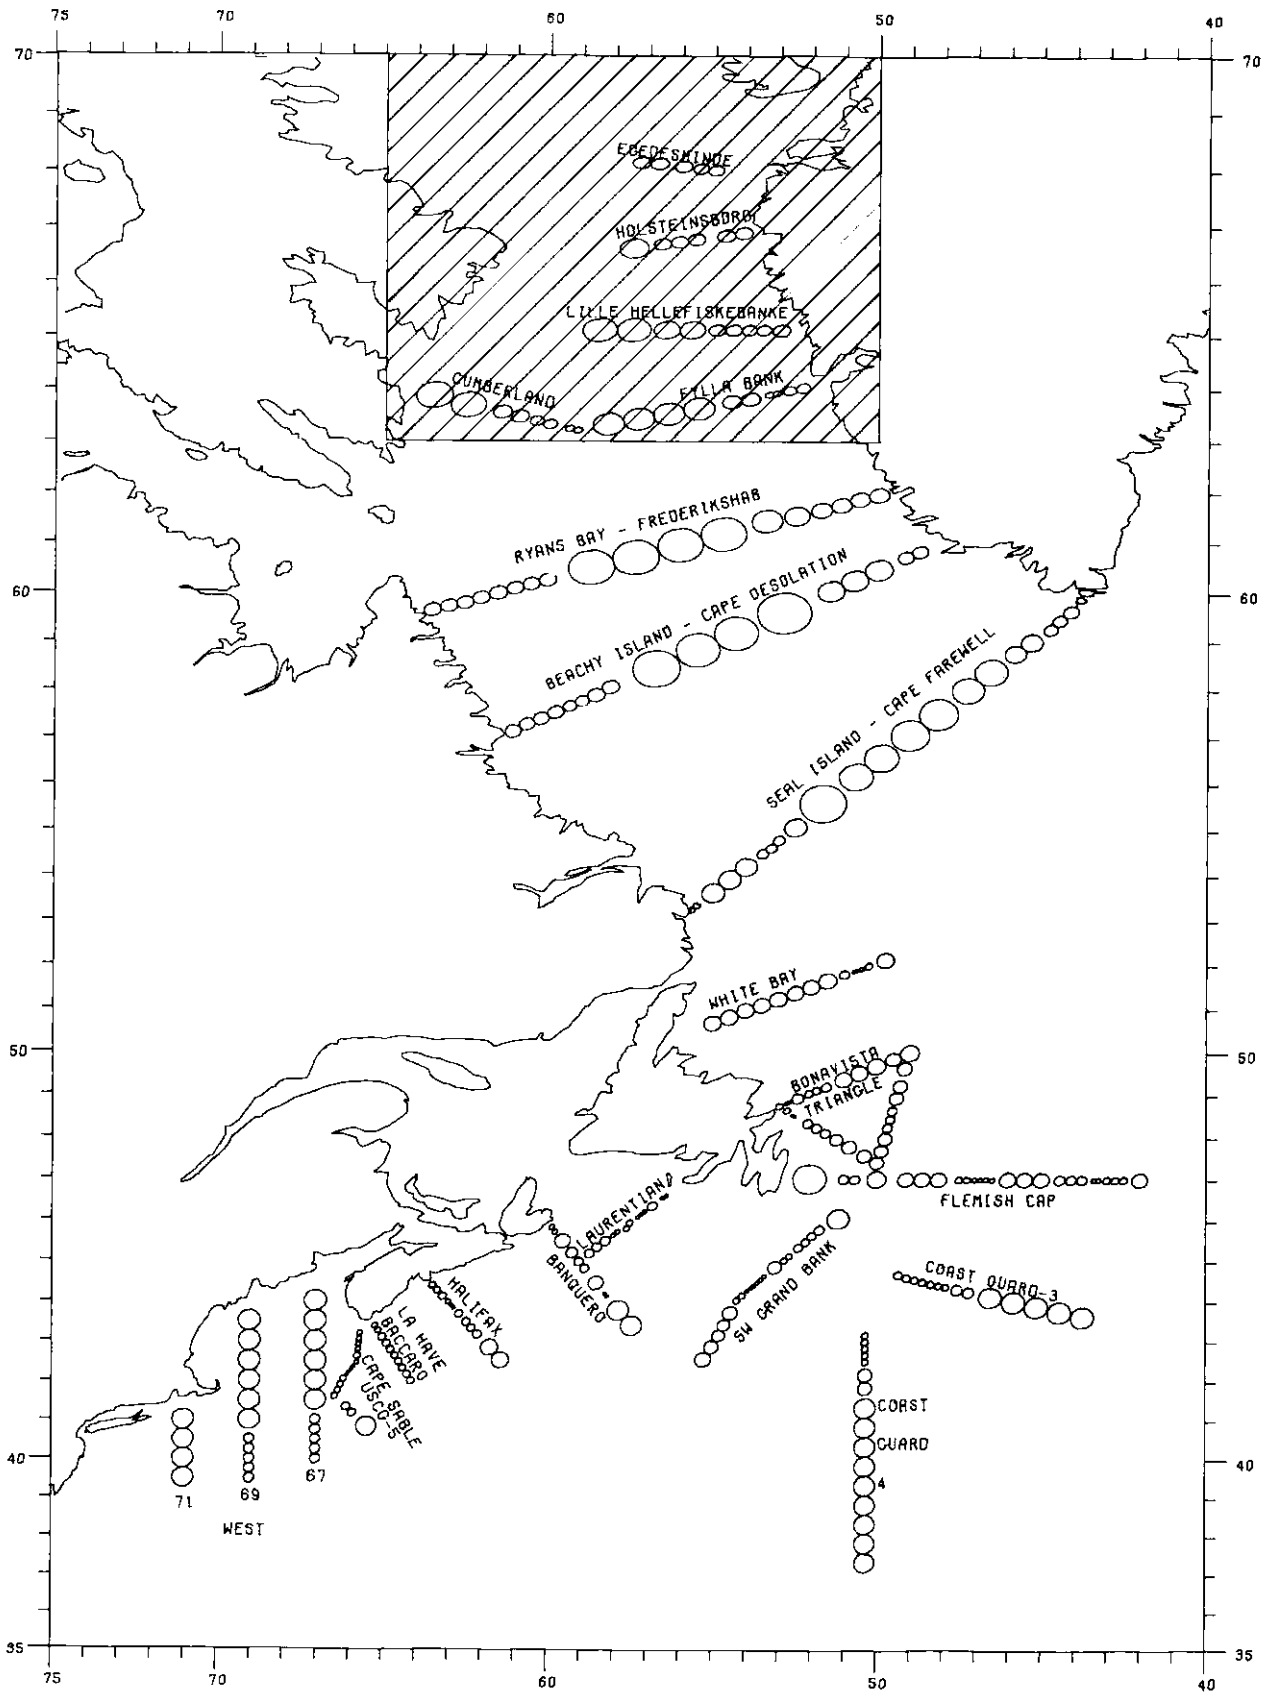 75 70 60 50 40
70 70
EGEDESMINDE
HOLSTEINSBORG
LILLE HELLEFISKEBANKE
CUMBERLAND
FYLLA BANK
RYANS BAY - FREDERIKSHAB
BEACHY ISLAND - CAPE DESOLATION
60 60
SEAL ISLAND - CAPE FAREWELL
WHITE BAY
50 50
BONAVISTA
TRIANGLE
FLEMISH CAP
LAURENTIAND
BANQUERO
SW GRAND BANK
COAST GUARD-3
HALIFAX
LA HAVE
BACCARO
CAPE SABLE
USCG-5
COAST
GUARD
4
40 40
71 69 67
WEST
35 35
75 70 60 50 40